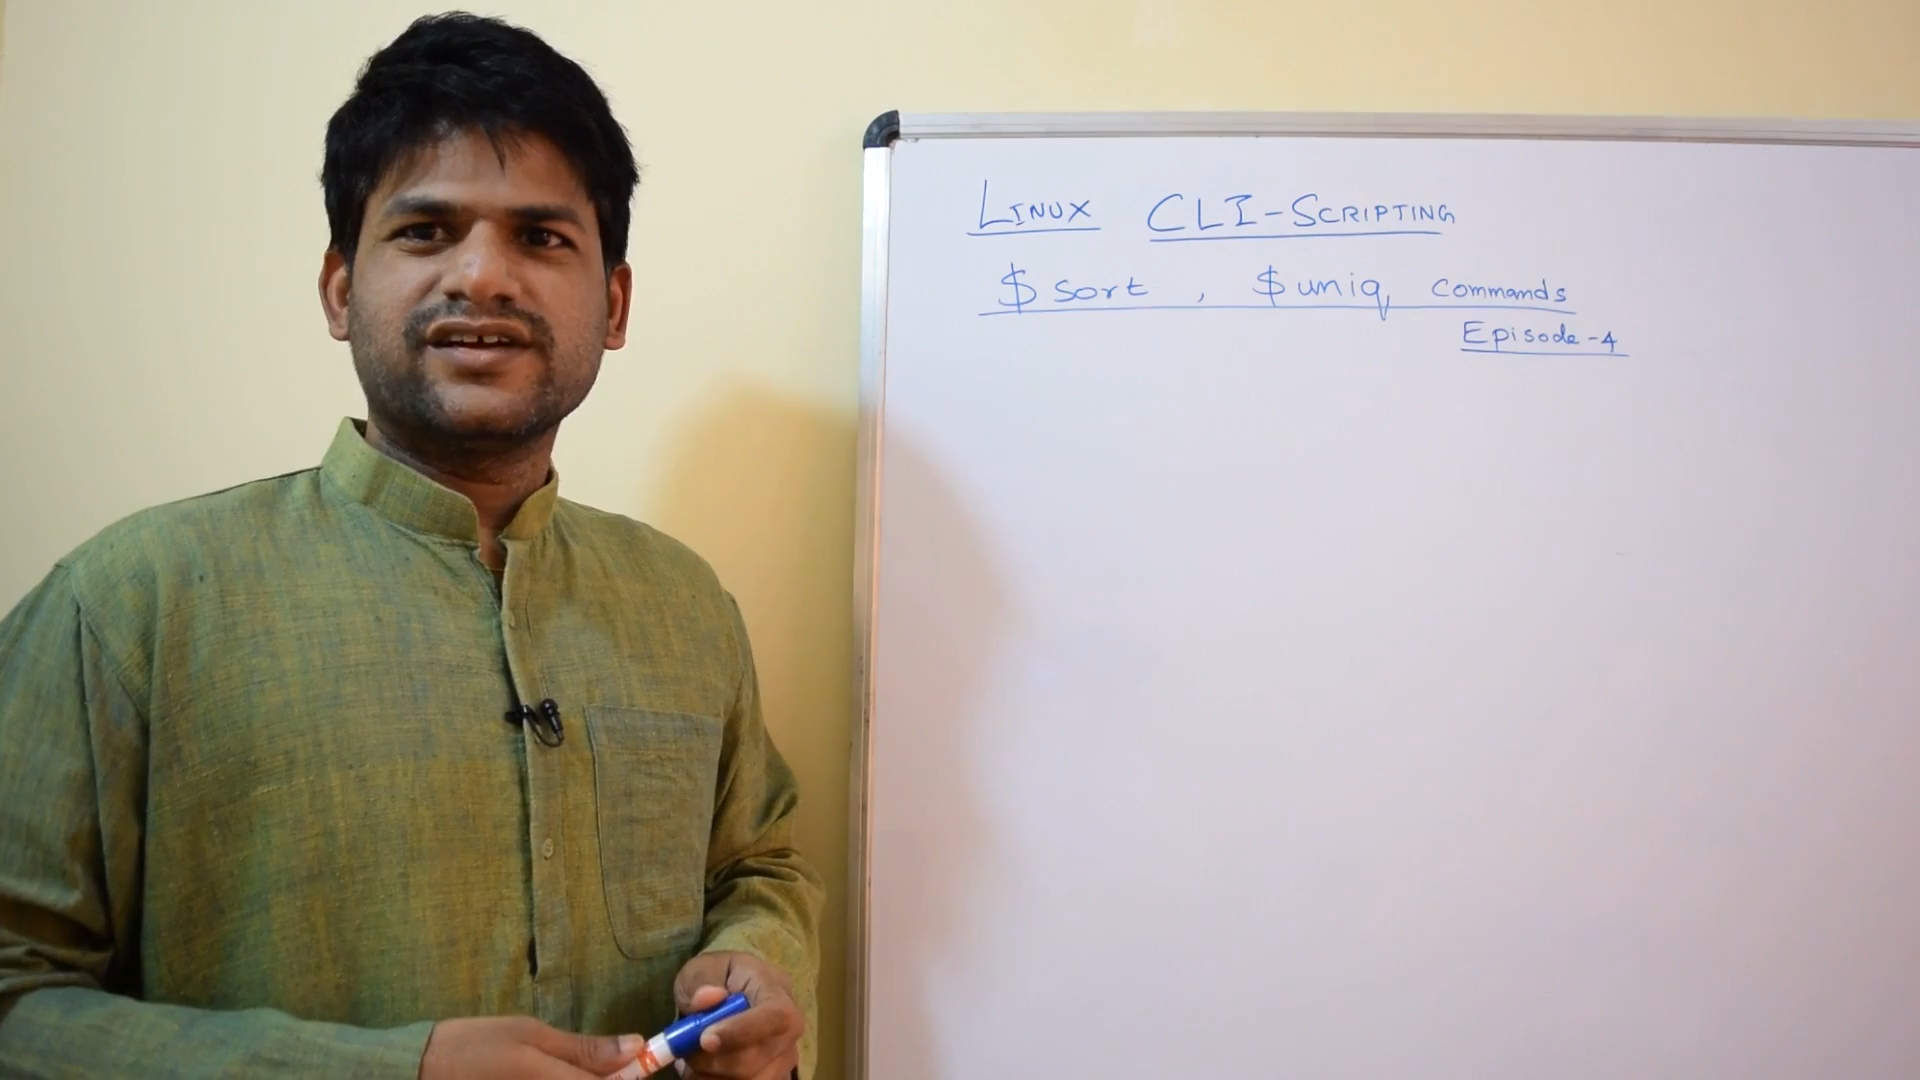 LINUX CLI-SCRIPTING
$ sort , $ uniq commands
Episode-4